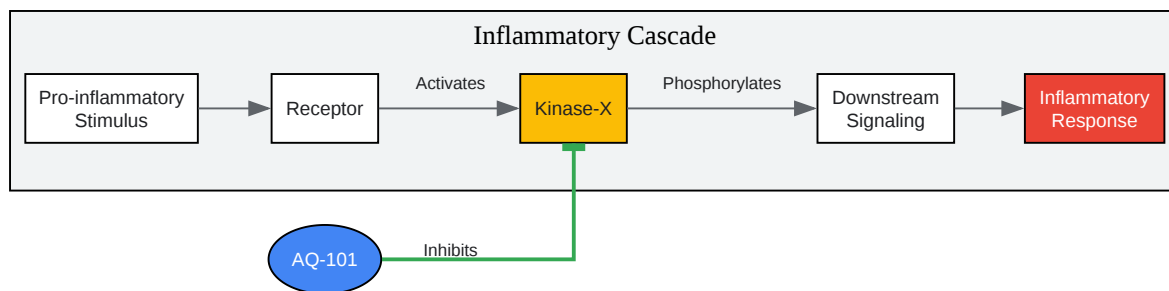 Inflammatory Cascade
Pro-inflammatory
Stimulus
Receptor
Activates
Kinase-X
Phosphorylates
Downstream
Signaling
Inflammatory
Response
AQ-101
Inhibits